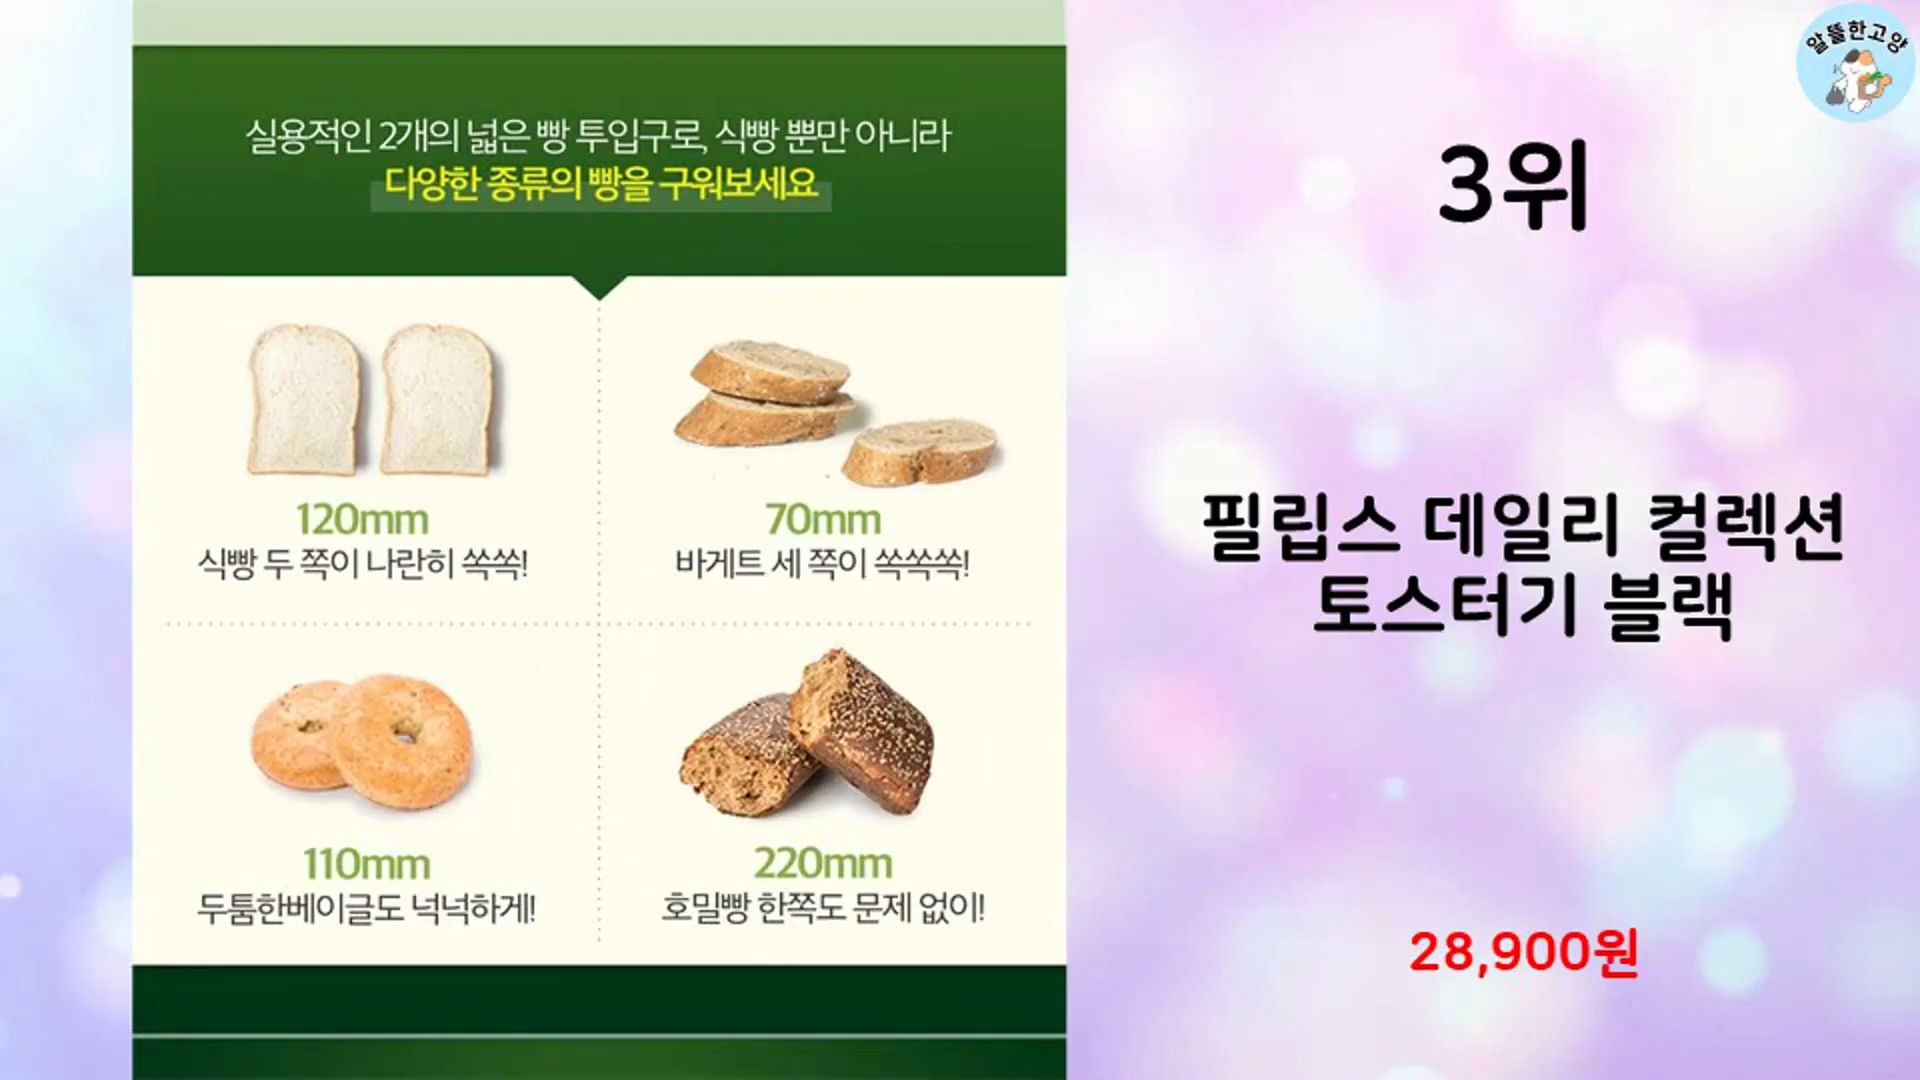 실용적인 2개의 넓은 빵 투입구로, 식빵 뿐만 아니라
다양한 종류의 빵을 구워보세요
120mm
식빵 두 쪽이 나란히 쏙쏙!
70mm
바게트 세 쪽이 쏙쏙쏙!
110mm
두툼한베이글도 넉넉하게!
220mm
호밀빵 한쪽도 문제 없이!
알뜰한고양
3위
필립스 데일리 컬렉션
토스터기 블랙
28,900원